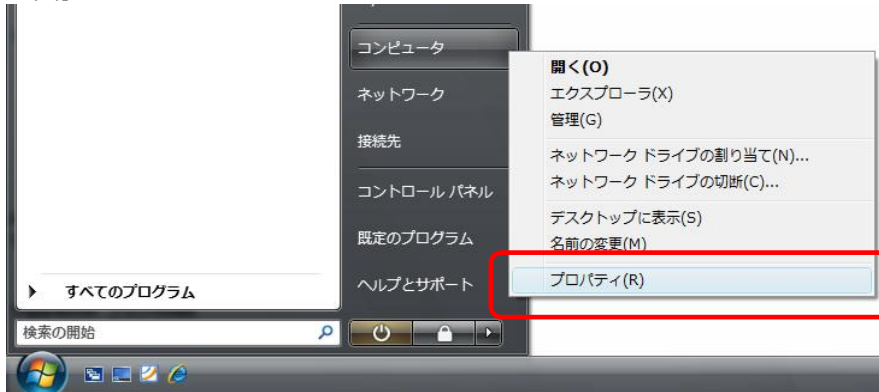 コンピュータ
ネットワーク
接続先
コントロール パネル
既定のプログラム
ヘルプとサポート
すべてのプログラム
検索の開始
開く(O)
エクスプローラ(X)
管理(G)
ネットワーク ドライブの割り当て(N)...
ネットワーク ドライブの切断(C)...
デスクトップに表示(S)
名前の変更(M)
プロパティ(R)